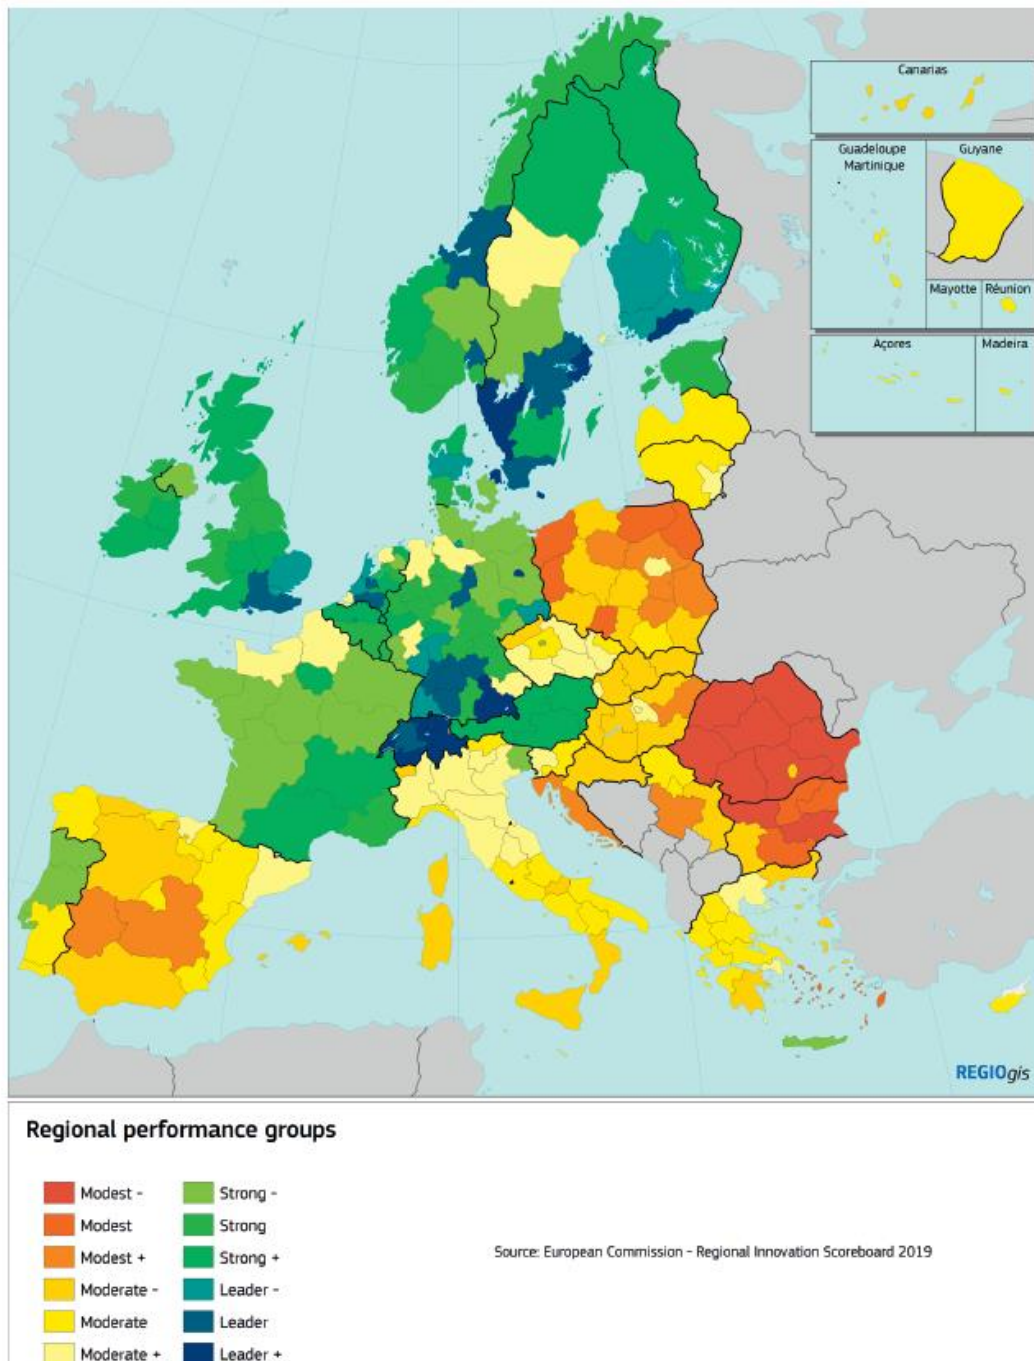 Canarias
Guadeloupe
Martinique
Guyane
Mayotte
Réunion
Açores
Madeira
REGIOgis
Regional performance groups
Modest -
Modest
Modest +
Moderate -
Moderate
Moderate +
Strong -
Strong
Strong +
Leader -
Leader
Leader +
Source: European Commission - Regional Innovation Scoreboard 2019